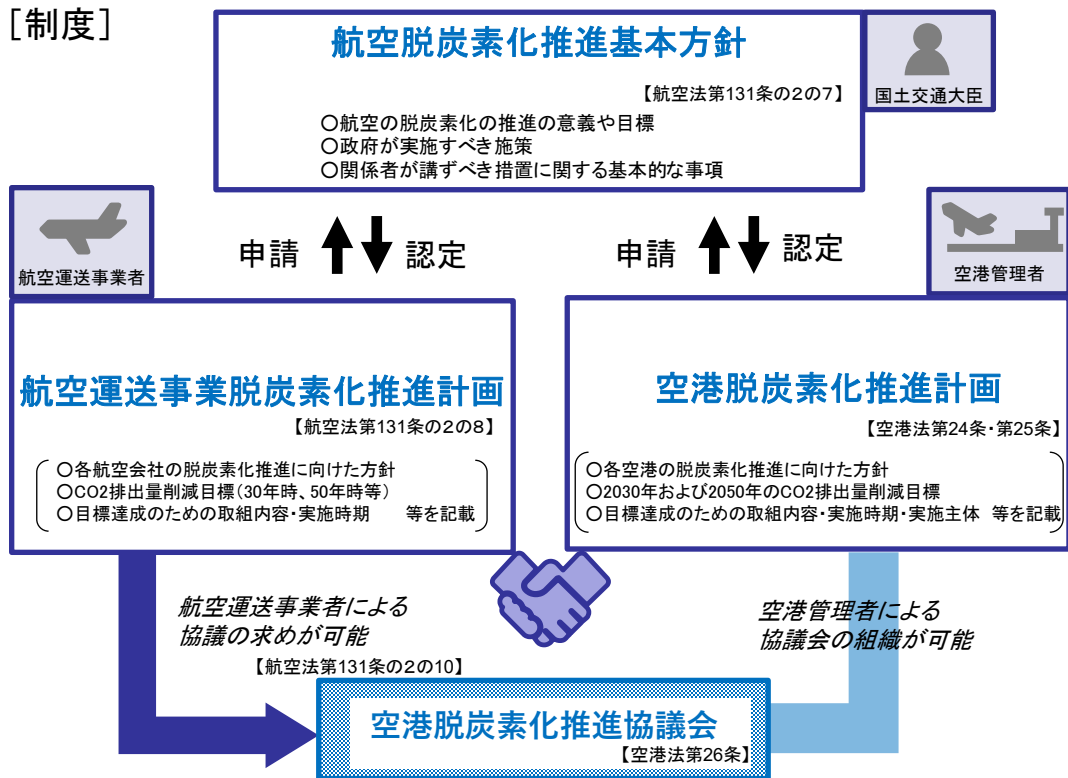 [制度]
航空脱炭素化推進基本方針
【航空法第131条の2の7】
国土交通大臣
○航空の脱炭素化の推進の意義や目標
○政府が実施すべき施策
○関係者が講ずべき措置に関する基本的な事項
航空運送事業者
申請
認定
申請
認定
空港管理者
航空運送事業脱炭素化推進計画
【航空法第131条の2の8】
○各航空会社の脱炭素化推進に向けた方針
○CO2排出量削減目標(30年時、50年時等)
○目標達成のための取組内容・実施時期 等を記載
空港脱炭素化推進計画
【空港法第24条・第25条】
○各空港の脱炭素化推進に向けた方針
○2030年および2050年のCO2排出量削減目標
○目標達成のための取組内容・実施時期・実施主体 等を記載
航空運送事業者による
協議の求めが可能
【航空法第131条の2の10】
空港管理者による
協議会の組織が可能
空港脱炭素化推進協議会
【空港法第26条】